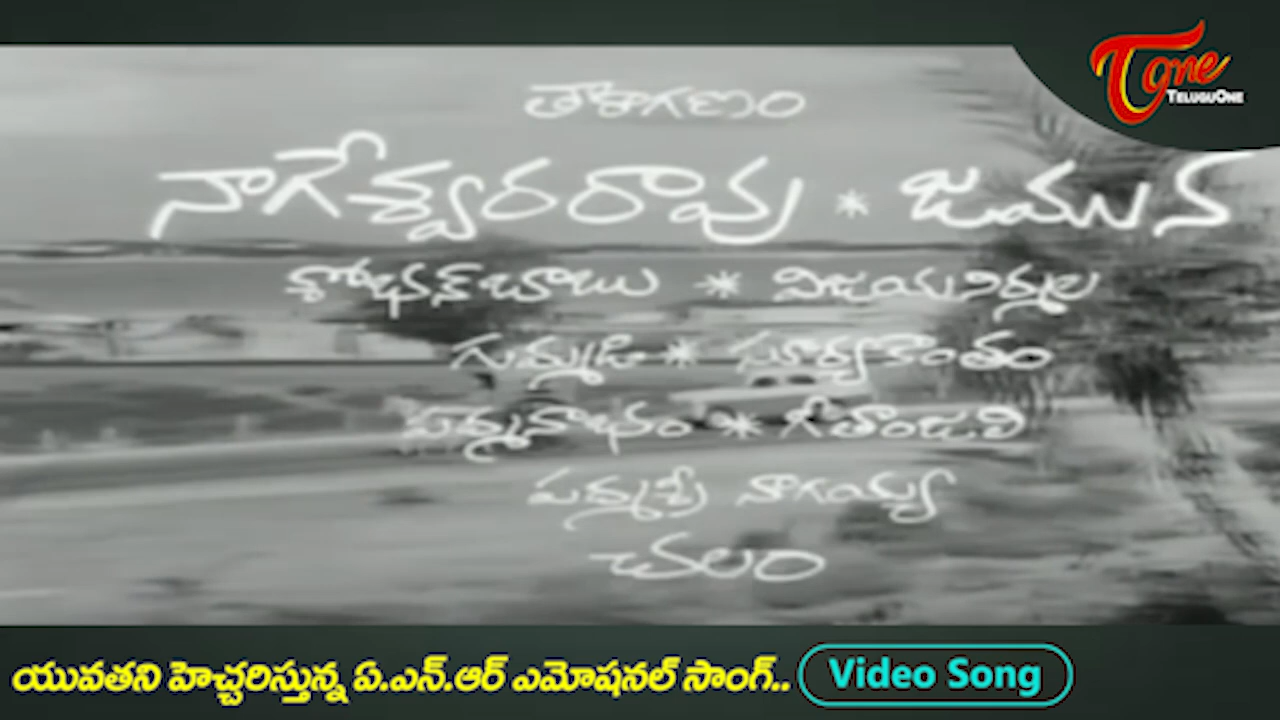 Tone
TELUGUONE
తారాగణం
నాగేశ్వరరావు * జమున
శోభన్ బాబు * విజయనిర్మల
గుమ్మడి * సూర్యకాంతం
పద్మనాభం * గీతాంజలి
పద్మశ్రీ నాగయ్య
చలం
యువతని హెచ్చరిస్తున్న ఏ.ఎన్.ఆర్ ఎమోషనల్ సాంగ్..
Video Song